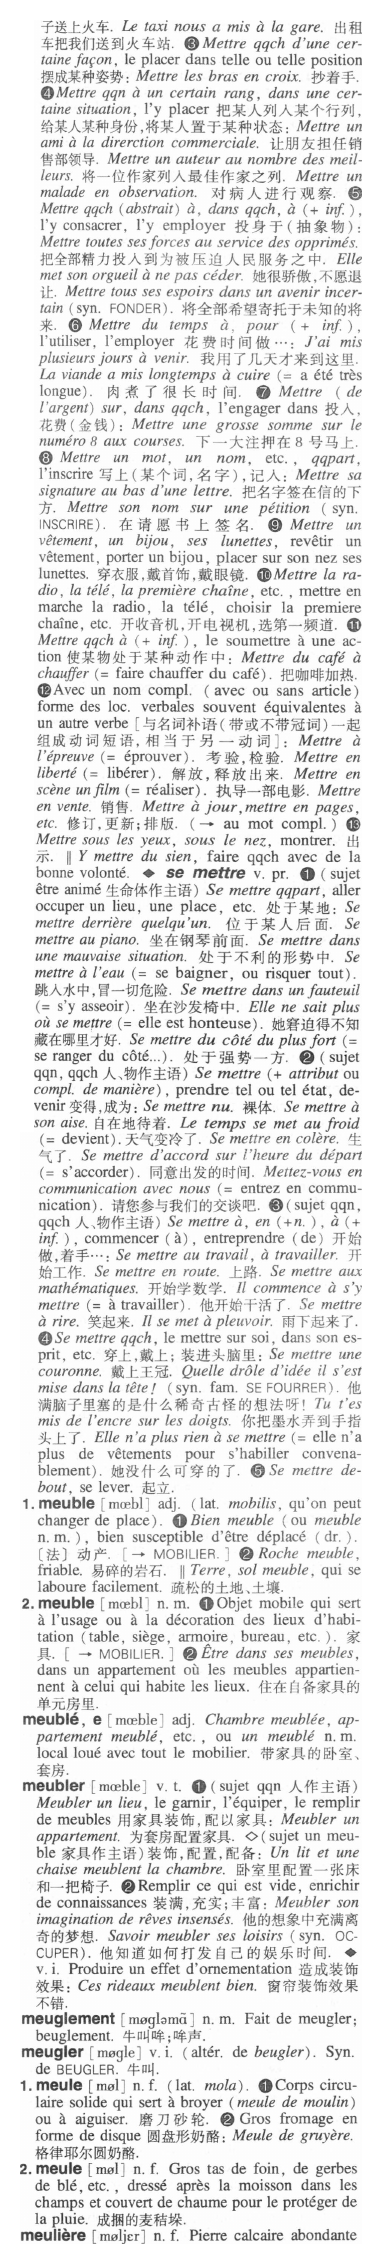 子送上火车. Le taxi nous a mis à la gare. 出租
车把我们送到火车站. ❸ Mettre qqch d'une cer-
taine façon, le placer dans telle ou telle position
摆成某种姿势: Mettre les bras en croix. 抄着手.
❹ Mettre qqn à un certain rang, dans une cer-
taine situation, l'y placer 把某人列入某个行列,
给某人某种身份,将某人置于某种状态: Mettre un
ami à la direrction commerciale. 让朋友担任销
售部领导. Mettre un auteur au nombre des meil-
leurs. 将一位作家列入最佳作家之列. Mettre un
malade en observation. 对病人进行观察. ❺
Mettre qqch (abstrait) à, dans qqch, à (+ inf.),
l'y consacrer, l'y employer 投身于(抽象物):
Mettre toutes ses forces au service des opprimés.
把全部精力投入到为被压迫人民服务之中. Elle
met son orgueil à ne pas céder. 她很骄傲,不愿退
让. Mettre tous ses espoirs dans un avenir incer-
tain (syn. FONDER). 将全部希望寄托于未知的将
来. ❻ Mettre du temps à, pour (+ inf.),
l'utiliser, l'employer 花费时间做…: J'ai mis
plusieurs jours à venir. 我用了几天才来到这里.
La viande a mis longtemps à cuire (= a été très
longue). 肉煮了很长时间. ❼ Mettre (de
l'argent) sur, dans qqch, l'engager dans 投入,
花费(金钱): Mettre une grosse somme sur le
numéro 8 aux courses. 下一大注押在 8 号马上.
❽ Mettre un mot, un nom, etc., qqpart,
l'inscrire 写上(某个词,名字),记入: Mettre sa
signature au bas d'une lettre. 把名字签在信的下
方. Mettre son nom sur une pétition (syn.
INSCRIRE). 在请愿书上签名. ❾ Mettre un
vêtement, un bijou, ses lunettes, revêtir un
vêtement, porter un bijou, placer sur son nez ses
lunettes. 穿衣服,戴首饰,戴眼镜. ❿ Mettre la ra-
dio, la télé, la première chaîne, etc., mettre en
marche la radio, la télé, choisir la premiere
chaîne, etc. 开收音机,开电视机,选第一频道. ⓫
Mettre qqch à (+ inf.), le soumettre à une ac-
tion 使某物处于某种动作中: Mettre du café à
chauffer (= faire chauffer du café). 把咖啡加热.
⓬ Avec un nom compl. (avec ou sans article)
forme des loc. verbales souvent équivalentes à
un autre verbe [与名词补语(带或不带冠词)一起
组成动词短语,相当于另一动词]: Mettre à
l'épreuve (= éprouver). 考验,检验. Mettre en
liberté (= libérer). 解放,释放出来. Mettre en
scène un film (= réaliser). 执导一部电影. Mettre
en vente. 销售. Mettre à jour, mettre en pages,
etc. 修订,更新;排版. (→ au mot compl.) ⓭
Mettre sous les yeux, sous le nez, montrer. 出
示. ‖ Y mettre du sien, faire qqch avec de la
bonne volonté. ◆ se mettre v. pr. ❶ (sujet
être animé 生命体作主语) Se mettre qqpart, aller
occuper un lieu, une place, etc. 处于某地: Se
mettre derrière quelqu'un. 位于某人后面. Se
mettre au piano. 坐在钢琴前面. Se mettre dans
une mauvaise situation. 处于不利的形势中. Se
mettre à l'eau (= se baigner, ou risquer tout).
跳入水中,冒一切危险. Se mettre dans un fauteuil
(= s'y asseoir). 坐在沙发椅中. Elle ne sait plus
où se mettre (= elle est honteuse). 她窘迫得不知
藏在哪里才好. Se mettre du côté du plus fort (=
se ranger du côté...). 处于强势一方. ❷ (sujet
qqn, qqch 人、物作主语) Se mettre (+ attribut ou
compl. de manière), prendre tel ou tel état, de-
venir 变得,成为: Se mettre nu. 裸体. Se mettre à
son aise. 自在地待着. Le temps se met au froid
(= devient). 天气变冷了. Se mettre en colère. 生
气了. Se mettre d'accord sur l'heure du départ
(= s'accorder). 同意出发的时间. Mettez-vous en
communication avec nous (= entrez en commu-
nication). 请您参与我们的交谈吧. ❸ (sujet qqn,
qqch 人、物作主语) Se mettre à, en (+n.), à (+
inf.), commencer (à), entreprendre (de) 开始
做,着手…: Se mettre au travail, à travailler. 开
始工作. Se mettre en route. 上路. Se mettre aux
mathématiques. 开始学数学. Il commence à s'y
mettre (= à travailler). 他开始干活了. Se mettre
à rire. 笑起来. Il se met à pleuvoir. 雨下起来了.
❹ Se mettre qqch, le mettre sur soi, dans son es-
prit, etc. 穿上,戴上;装进头脑里: Se mettre une
couronne. 戴上王冠. Quelle drôle d'idée il s'est
mise dans la tête! (syn. fam. SE FOURRER). 他
满脑子里塞的是什么稀奇古怪的想法呀! Tu t'es
mis de l'encre sur les doigts. 你把墨水弄到手指
头上了. Elle n'a plus rien à se mettre (= elle n'a
plus de vêtements pour s'habiller convena-
blement). 她没什么可穿的了. ❺ Se mettre de-
bout, se lever. 起立.
1. meuble [mœbl] adj. (lat. mobilis, qu'on peut
changer de place). ❶ Bien meuble (ou meuble
n. m.), bien susceptible d'être déplacé (dr.).
〔法〕动产. [→ MOBILIER.] ❷ Roche meuble,
friable. 易碎的岩石. ‖ Terre, sol meuble, qui se
laboure facilement. 疏松的土地、土壤.
2. meuble [mœbl] n. m. ❶ Objet mobile qui sert
à l'usage ou à la décoration des lieux d'habi-
tation (table, siège, armoire, bureau, etc.). 家
具. [→ MOBILIER.] ❷ Être dans ses meubles,
dans un appartement où les meubles appartien-
nent à celui qui habite les lieux. 住在自备家具的
单元房里.
meublé, e [mœble] adj. Chambre meublée, ap-
partement meublé, etc., ou un meublé n. m.
local loué avec tout le mobilier. 带家具的卧室、
套房.
meubler [mœble] v. t. ❶ (sujet qqn 人作主语)
Meubler un lieu, le garnir, l'équiper, le remplir
de meubles 用家具装饰,配以家具: Meubler un
appartement. 为套房配置家具. ◇ (sujet un meu-
ble 家具作主语)装饰,配置,配备: Un lit et une
chaise meublent la chambre. 卧室里配置一张床
和一把椅子. ❷ Remplir ce qui est vide, enrichir
de connaissances 装满,充实;丰富: Meubler son
imagination de rêves insensés. 他的想象中充满离
奇的梦想. Savoir meubler ses loisirs (syn. OC-
CUPER). 他知道如何打发自己的娱乐时间. ◆
v. i. Produire un effet d'ornementation 造成装饰
效果: Ces rideaux meublent bien. 窗帘装饰效果
不错.
meuglement [møgləmɑ̃] n. m. Fait de meugler;
beuglement. 牛叫哞;哞声.
meugler [møgle] v. i. (altér. de beugler). Syn.
de BEUGLER. 牛叫.
1. meule [møl] n. f. (lat. mola). ❶ Corps circu-
laire solide qui sert à broyer (meule de moulin)
ou à aiguiser. 磨刀砂轮. ❷ Gros fromage en
forme de disque 圆盘形奶酪: Meule de gruyère.
格律耶尔圆奶酪.
2. meule [møl] n. f. Gros tas de foin, de gerbes
de blé, etc., dressé après la moisson dans les
champs et couvert de chaume pour le protéger de
la pluie. 成捆的麦秸垛.
meulière [møljɛr] n. f. Pierre calcaire abondante